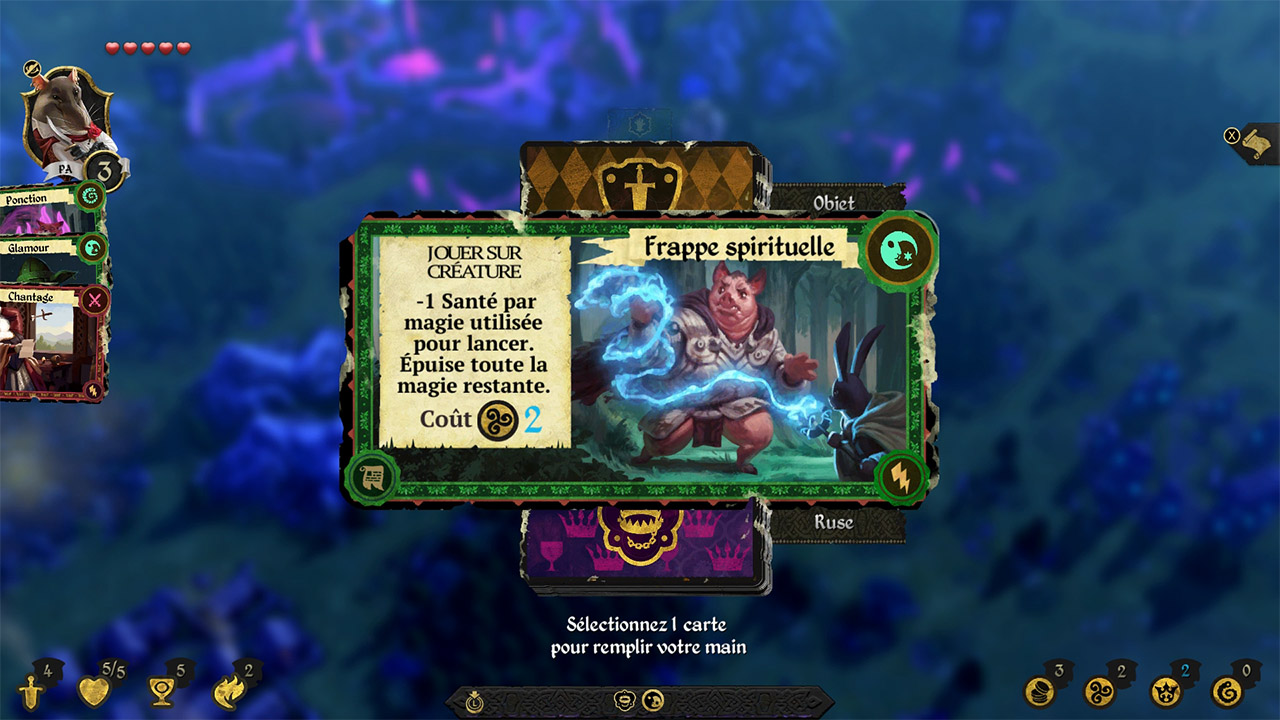 PA
3
Ponction
Glamour
Chantage
X
Objet
Frappe spirituelle
JOUER SUR
CRÉATURE
-1 Santé par
magie utilisée
pour lancer.
Épuise toute la
magie restante.
Coût 2
Ruse
Sélectionnez 1 carte
pour remplir votre main
4
5/5
5
2
3
2
2
0